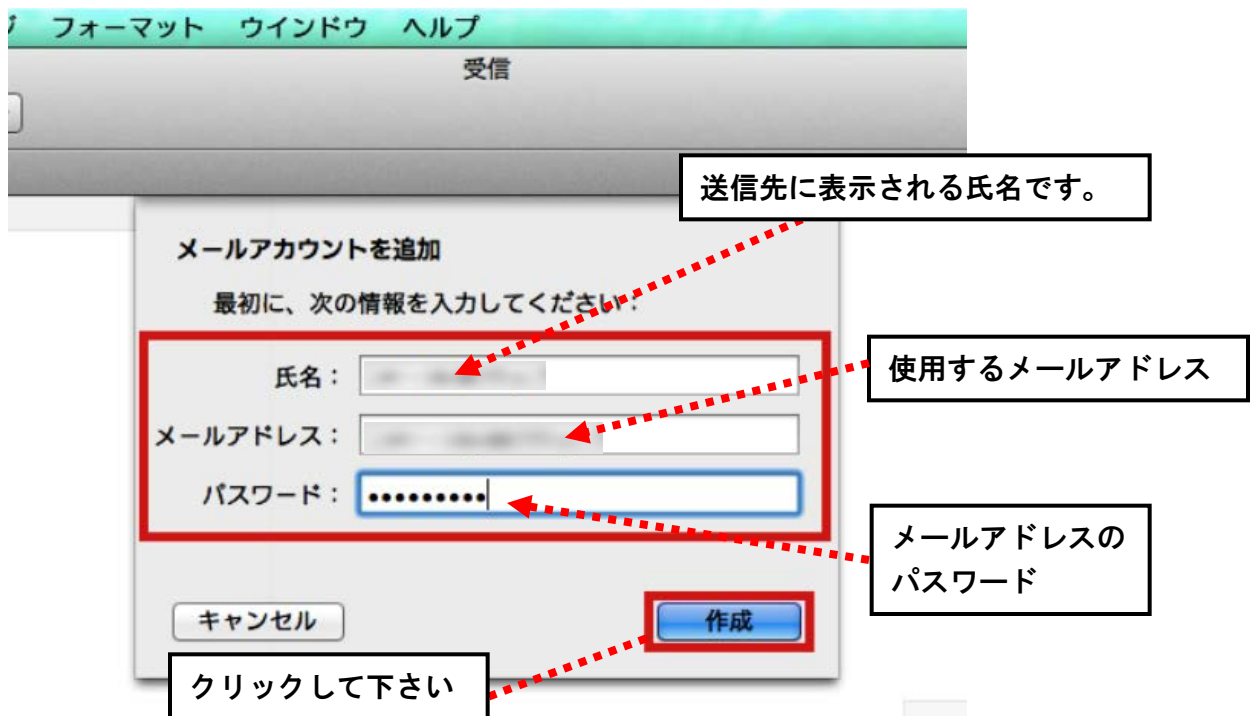 フォーマット ウインドウ ヘルプ
受信
送信先に表示される氏名です。
メールアカウントを追加
最初に、次の情報を入力してください：
氏名：
使用するメールアドレス
メールアドレス：
パスワード：
メールアドレスの
パスワード
キャンセル
作成
クリックして下さい